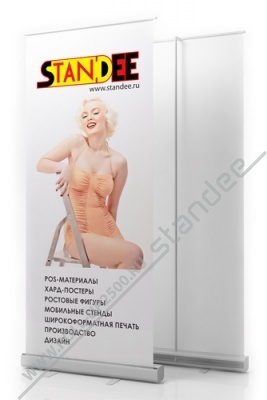 STANDEE
www.standee.ru
POS-МАТЕРИАЛЫ
ХАРД-ПОСТЕРЫ
РОСТОВЫЕ ФИГУРЫ
МОБИЛЬНЫЕ СТЕНДЫ
ШИРОКОФОРМАТНАЯ ПЕЧАТЬ
ПРОИЗВОДСТВО
ДИЗАЙН
standee